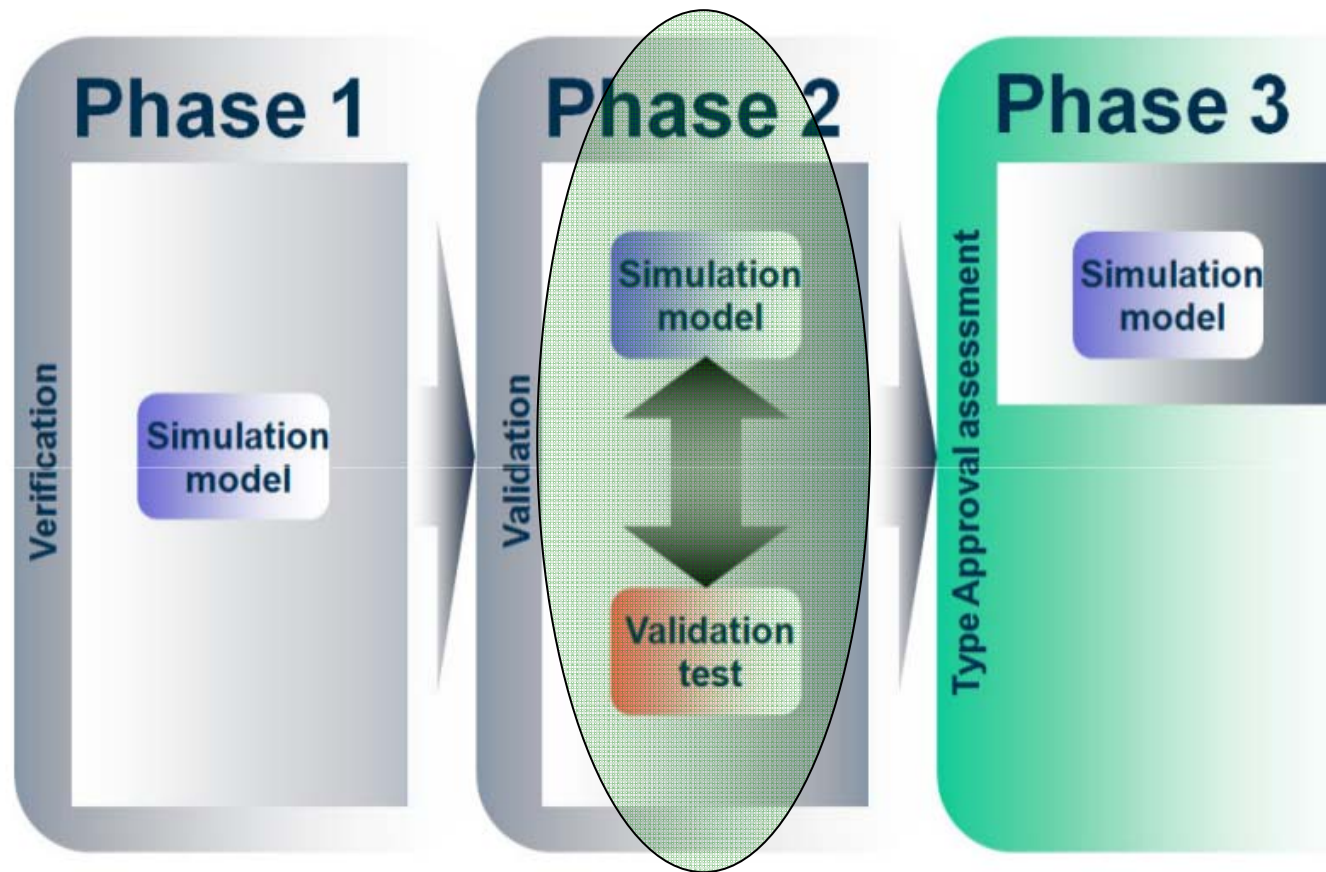 Phase 1
Verification
Simulation
model
Phase 2
Validation
Simulation
model
Validation
test
Phase 3
Type Approval assessment
Simulation
model